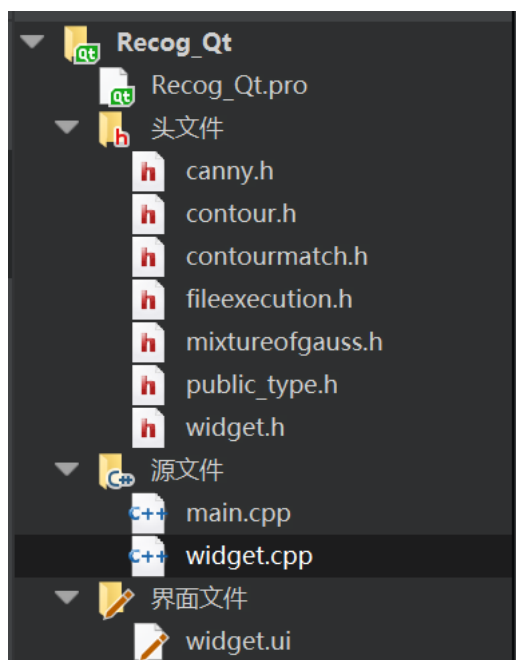 Recog_Qt
Recog_Qt.pro
头文件
canny.h
contour.h
contourmatch.h
fileexecution.h
mixtureofgauss.h
public_type.h
widget.h
源文件
main.cpp
widget.cpp
界面文件
widget.ui